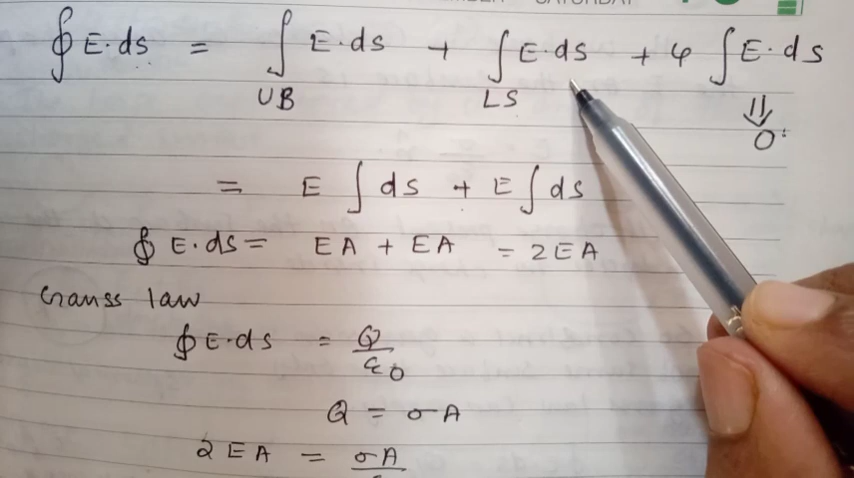 SATURDAY
∮ E·ds = ∫ E·ds + ∫ E·ds + 4 ∫ E·ds
UB LS ⇓
0
= E ∫ ds + E ∫ ds
∮ E·ds = EA + EA = 2EA
Gauss law
∮ E·ds = Q/ε0
Q = σA
2EA = σA